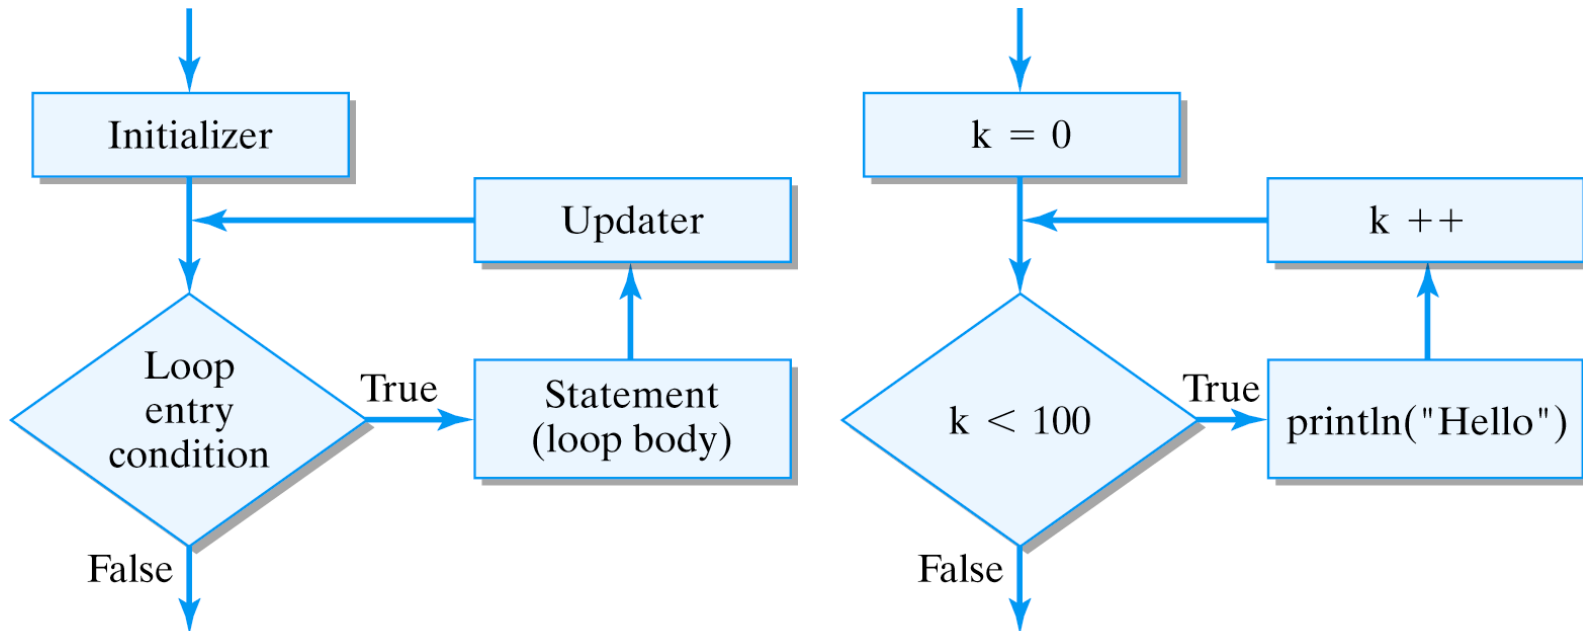 Initializer
Updater
Loop
entry
condition
True
Statement
(loop body)
False
k = 0
k ++
k < 100
True
println("Hello")
False